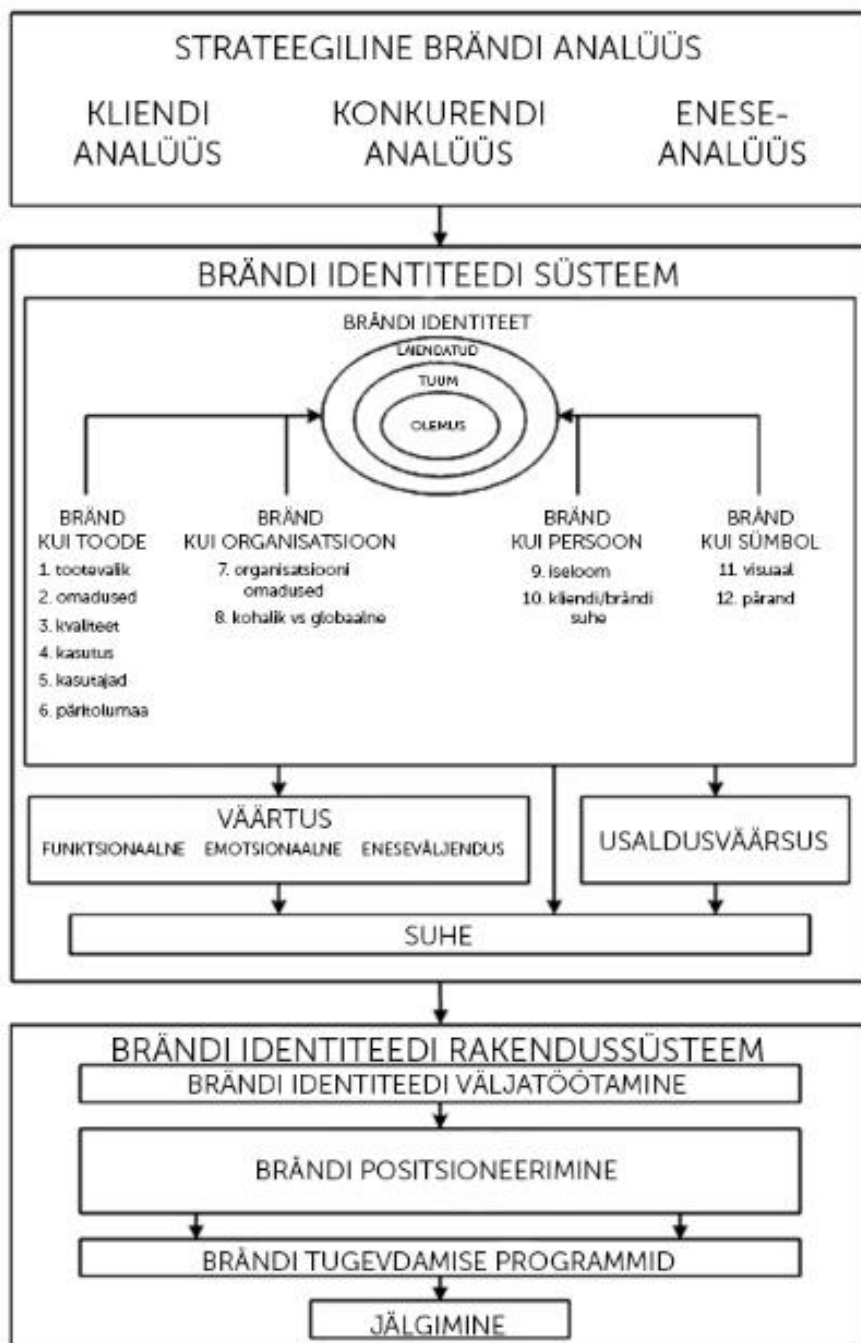 STRATEEGILINE BRÄNDI ANALÜÜS
KLIENDI
ANALÜÜS
KONKURENDI
ANALÜÜS
ENESE-
ANALÜÜS
BRÄNDI IDENTITEEDI SÜSTEEM
BRÄNDI IDENTITEET
LAIENDATUD
TUUM
OLEMUS
BRÄND
KUI TOODE
1. tootevalik
2. omadused
3. kvaliteet
4. kasutus
5. kasutajad
6. päritolumaa
BRÄND
KUI ORGANISATSIOON
7. organisatsiooni
omadused
8. kohalik vs globaalne
BRÄND
KUI PERSOON
9. iseloom
10. kliendi/brändi
suhe
BRÄND
KUI SÜMBOL
11. visuaal
12. pärand
VÄÄRTUS
FUNKTSIONAALNE EMOTSIONAALNE ENESEVÄLJENDUS
USALDUSVÄÄRSUS
SUHE
BRÄNDI IDENTITEEDI RAKENDUSSÜSTEEM
BRÄNDI IDENTITEEDI VÄLJATÖÖTAMINE
BRÄNDI POSITSIONEERIMINE
BRÄNDI TUGEVDAMISE PROGRAMMID
JÄLGIMINE